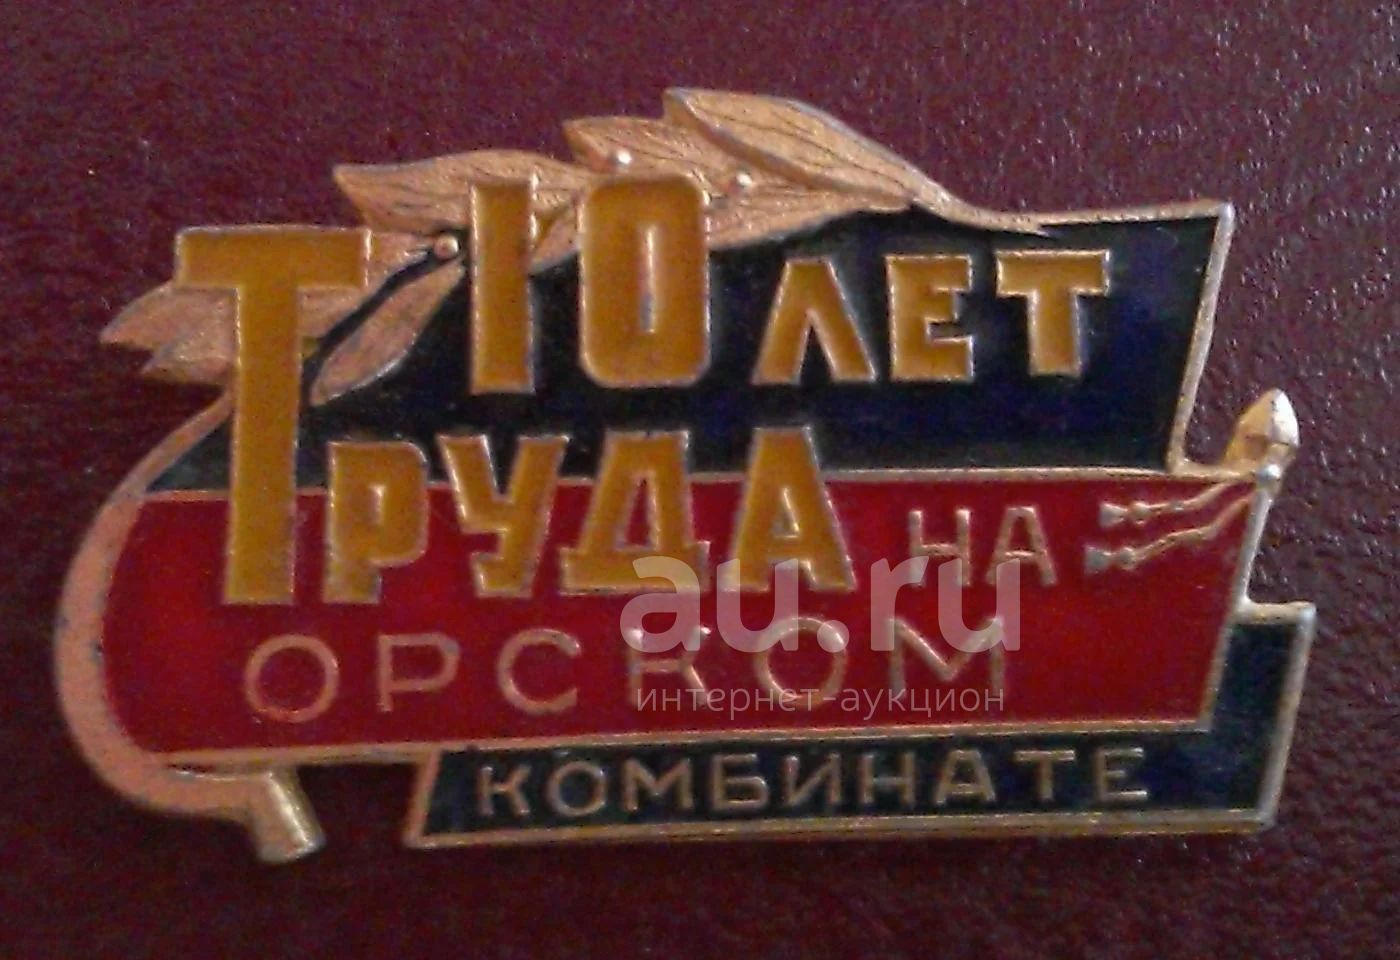 10 ЛЕТ
ТРУДА НА
ОРСКОМ
КОМБИНАТЕ
au.ru
интернет-аукцион